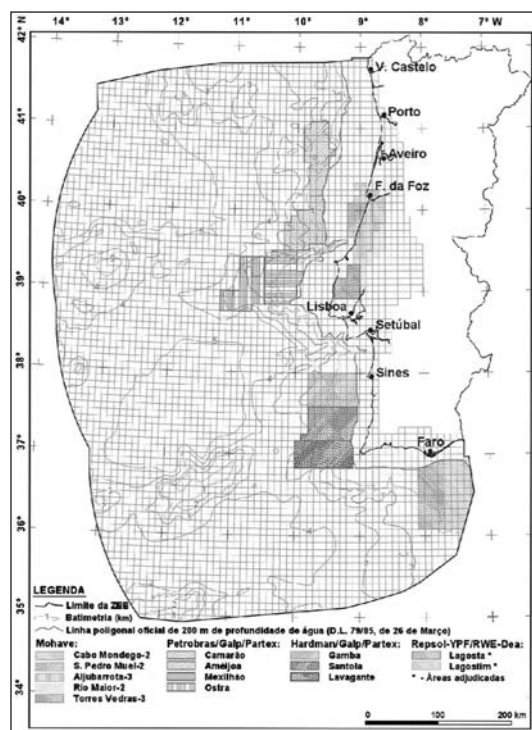 14° 13° 12° 11° 10° 9° 8° 7° W
42° N
41°
40°
39°
38°
37°
36°
35°
34°
V. Castelo
Porto
Aveiro
F. da Foz
Lisboa
Setúbal
Sines
Faro
LEGENDA
Limite da ZEE
Batimetria (km)
Linha poligonal oficial de 200 m de profundidade de água (D.L. 79/85, de 26 de Março)
Mohave:
Cabo Mondego-2
S. Pedro Muel-2
Aljubarrota-3
Rio Maior-2
Torres Vedras-3
Petrobras/Galp/Partex:
Camarão
Amêijoa
Mexilhão
Ostra
Hardman/Galp/Partex:
Gamba
Santola
Lavagante
Repsol-YPF/RWE-Dea:
Lagosta *
Lagostim *
* - Áreas adjudicadas
0 100 200
km